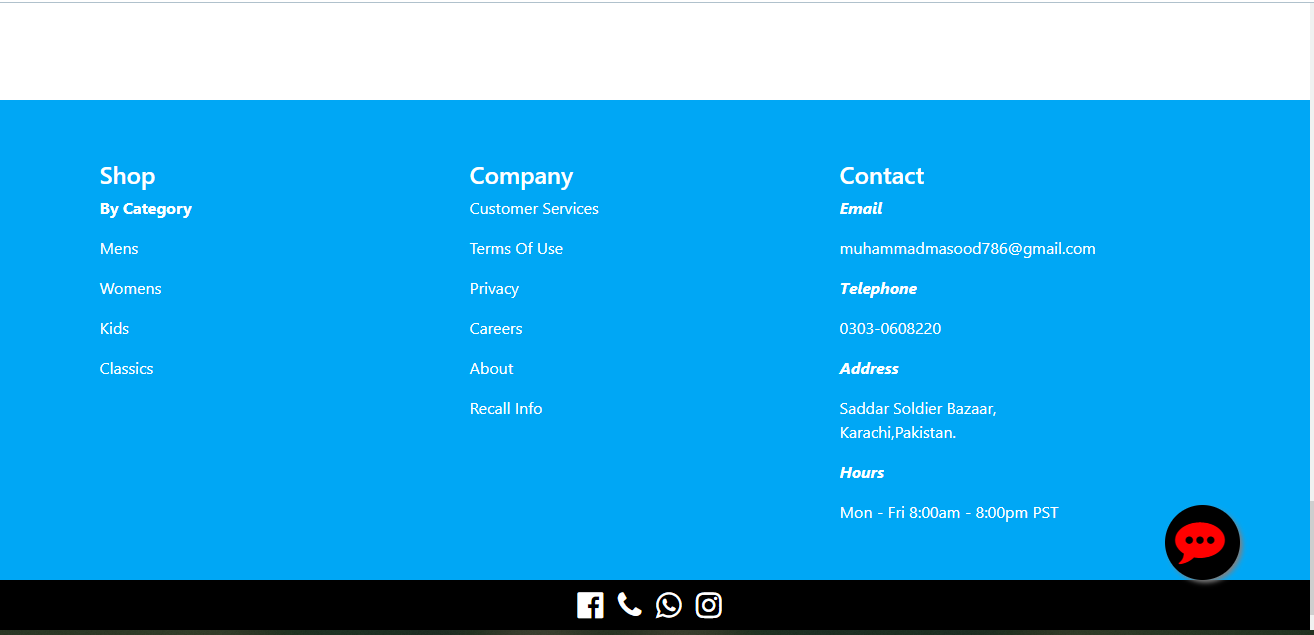 Shop
By Category
Mens
Womens
Kids
Classics
Company
Customer Services
Terms Of Use
Privacy
Careers
About
Recall Info
Contact
Email
muhammadmasood786@gmail.com
Telephone
0303-0608220
Address
Saddar Soldier Bazaar,
Karachi,Pakistan.
Hours
Mon - Fri 8:00am - 8:00pm PST